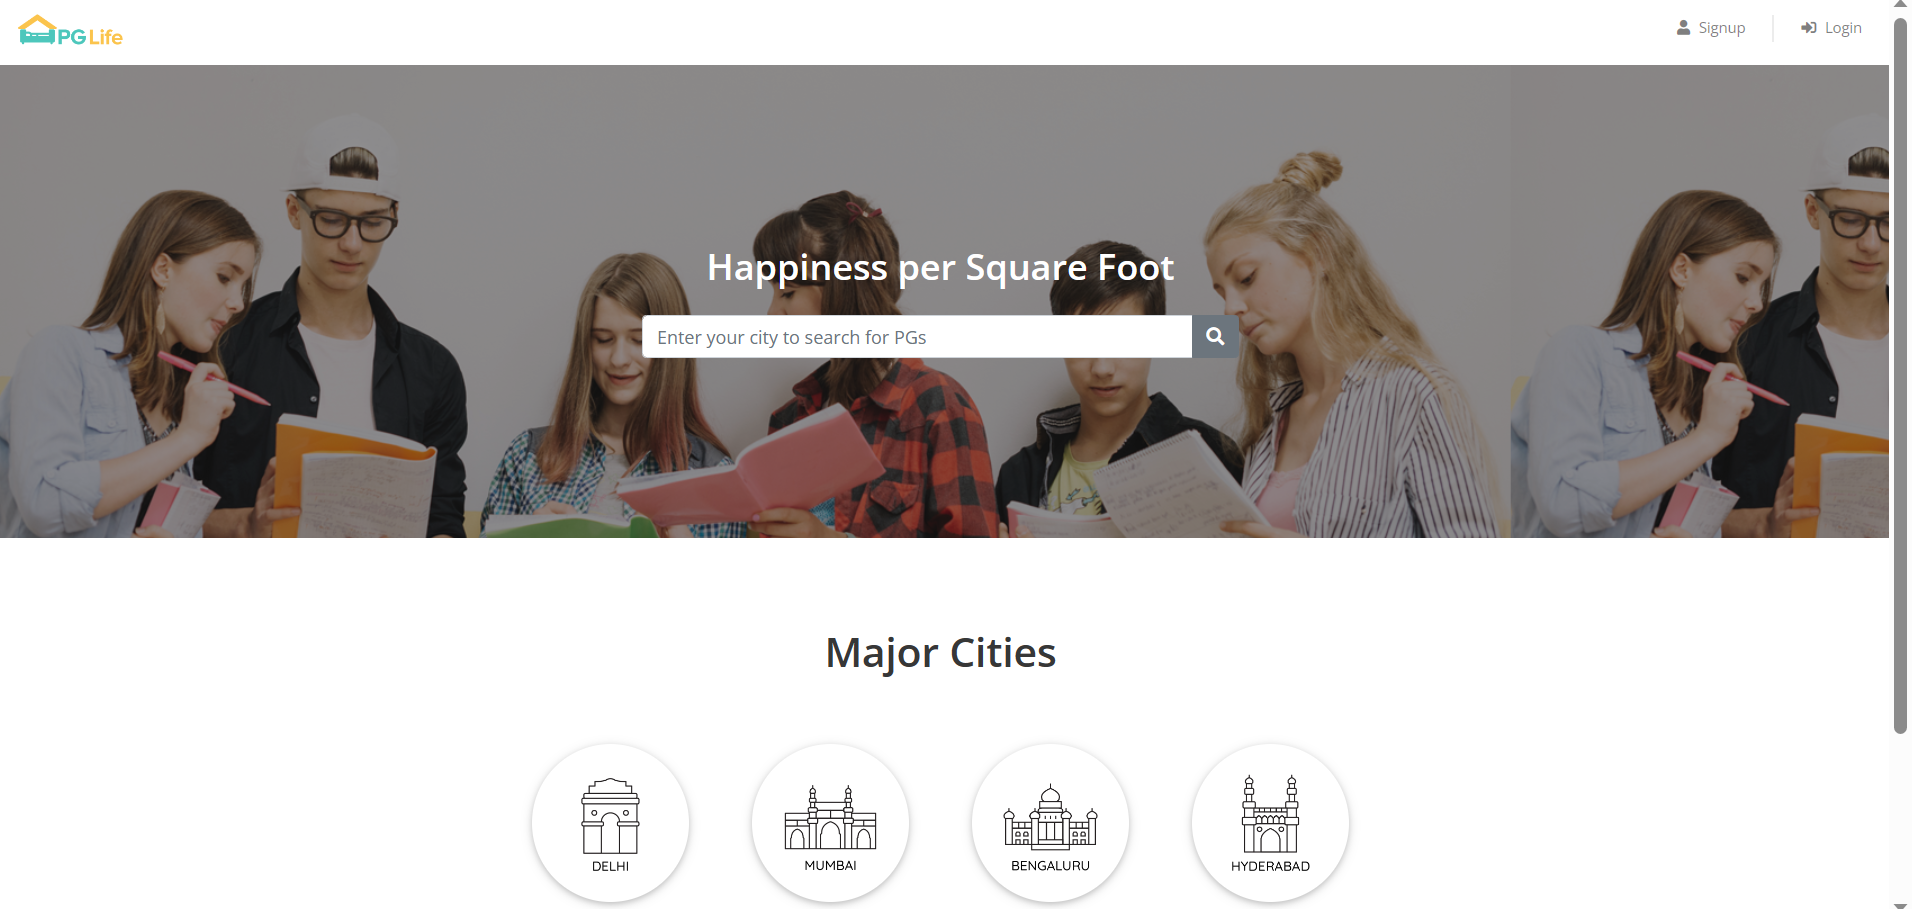 PG Life
Signup
Login
Happiness per Square Foot
Enter your city to search for PGs
Major Cities
DELHI
MUMBAI
BENGALURU
HYDERABAD